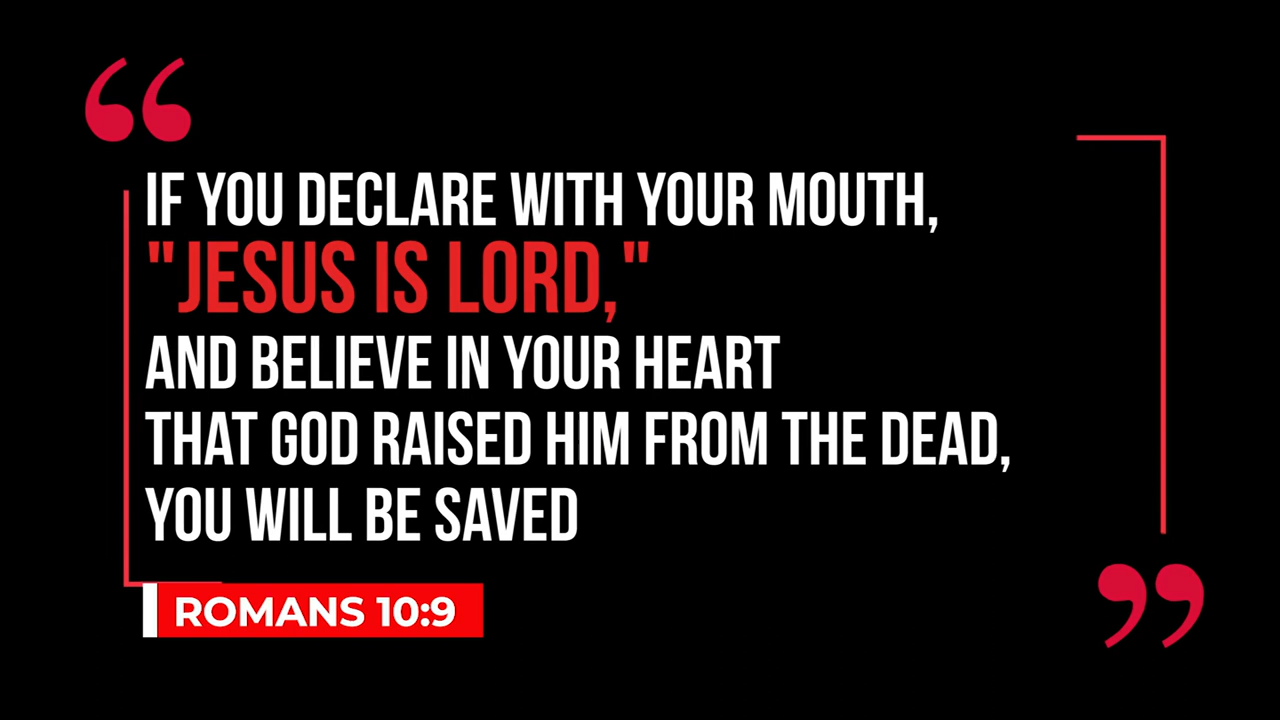 “
IF YOU DECLARE WITH YOUR MOUTH,
"JESUS IS LORD,"
AND BELIEVE IN YOUR HEART
THAT GOD RAISED HIM FROM THE DEAD,
YOU WILL BE SAVED
”
ROMANS 10:9